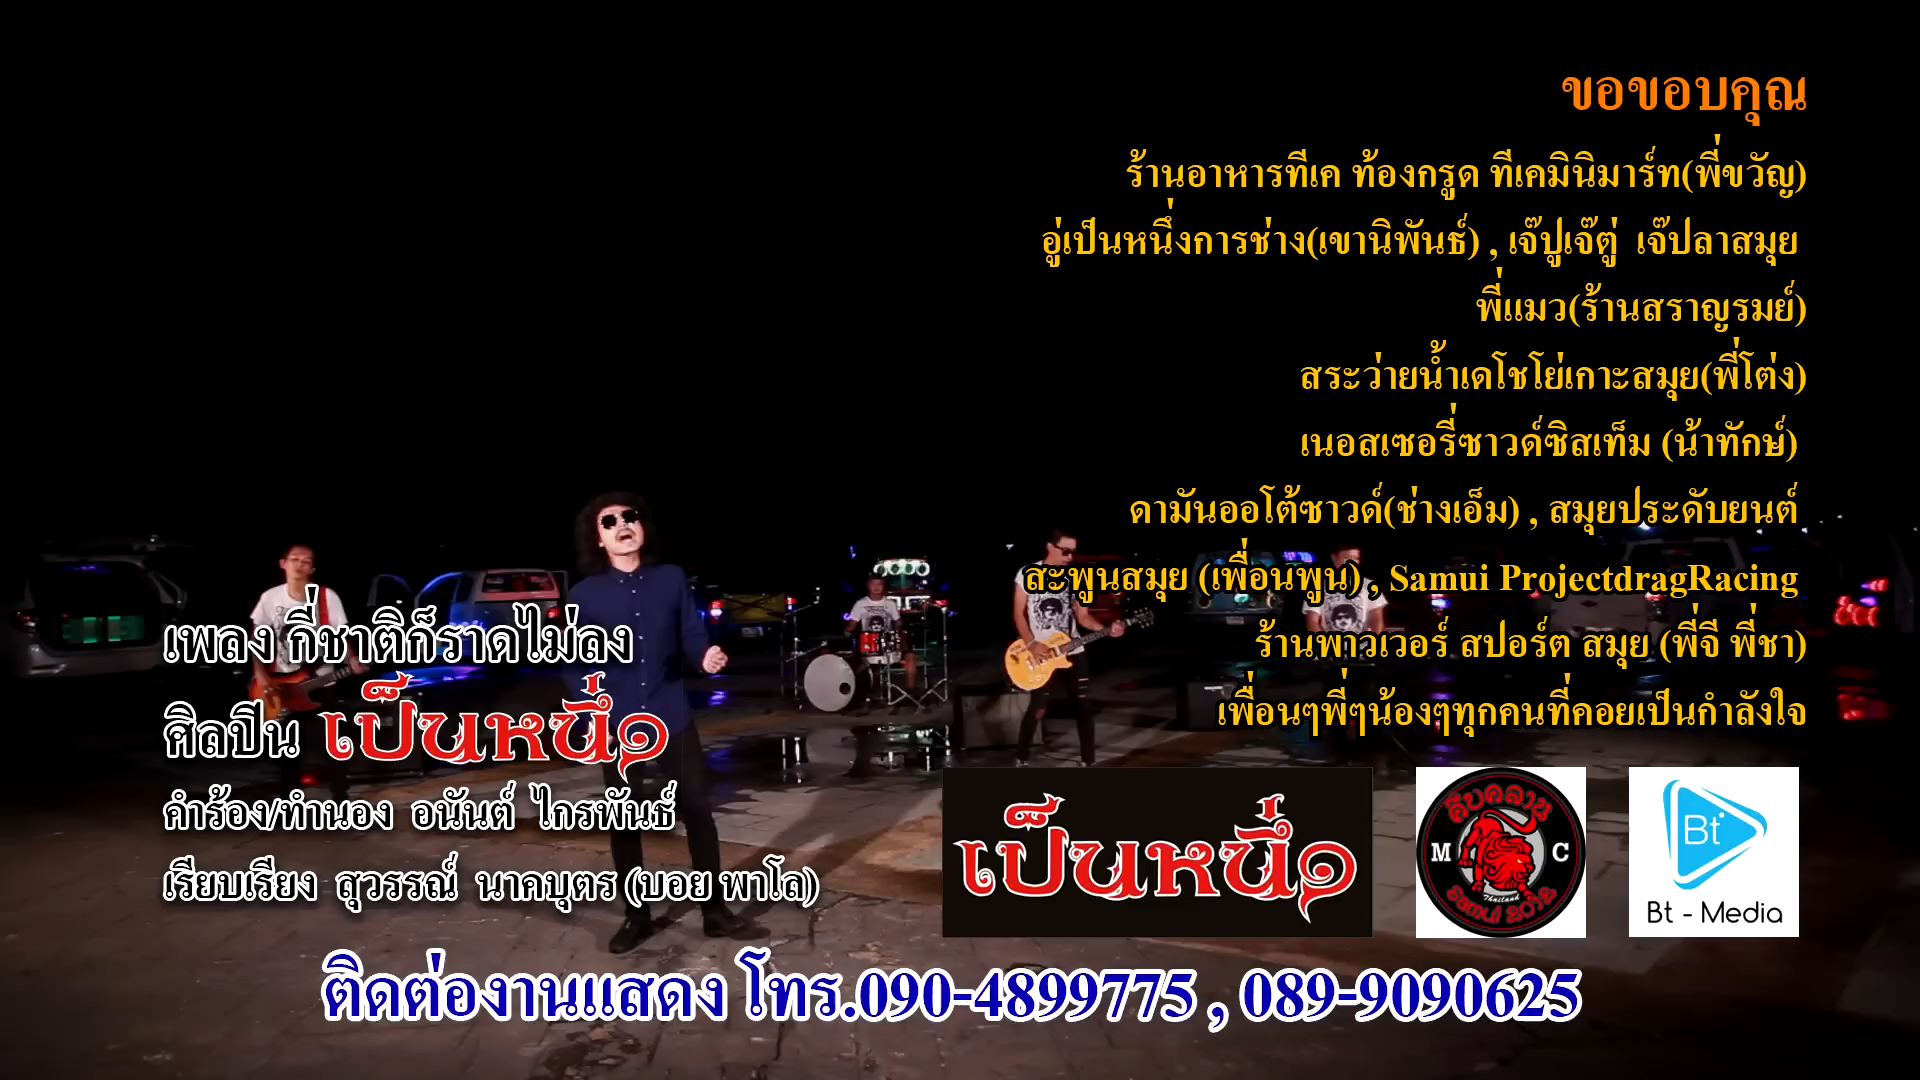 ขอขอบคุณ
ร้านอาหารทีเค ท้องกรูด ทีเคมินิมาร์ท(พี่ขวัญ)
อู่เป็นหนึ่งการช่าง(เขานิพันธ์) , เจ๊ปูเจ๊ตู่ เจ๊ปลาสมุย
พี่แมว(ร้านสราญรมย์)
สระว่ายน้ำเดโชโย่เกาะสมุย(พี่โต่ง)
เนอสเซอรี่ซาวด์ซิสเท็ม (น้าทักษ์)
ดามันออโต้ซาวด์(ช่างเอ็ม) , สมุยประดับยนต์
สะพูนสมุย (เพื่อนพูน) , Samui ProjectdragRacing
ร้านพาวเวอร์ สปอร์ต สมุย (พี่จี พี่ชา)
เพื่อนๆพี่ๆน้องๆทุกคนที่คอยเป็นกำลังใจ
เพลง กี่ชาติก็ราดไม่ลง
ศิลปิน เป็นหนึ่๑
คำร้อง/ทำนอง อนันต์ ไกรพันธ์
เรียบเรียง สุวรรณ์ นาคบุตร (บอย พาโล)
เป็นหนึ่๑
ตีบคลาน
M C
Thailand
Samui 2012
Bt
Bt - Media
ติดต่องานแสดง โทร.090-4899775 , 089-9090625